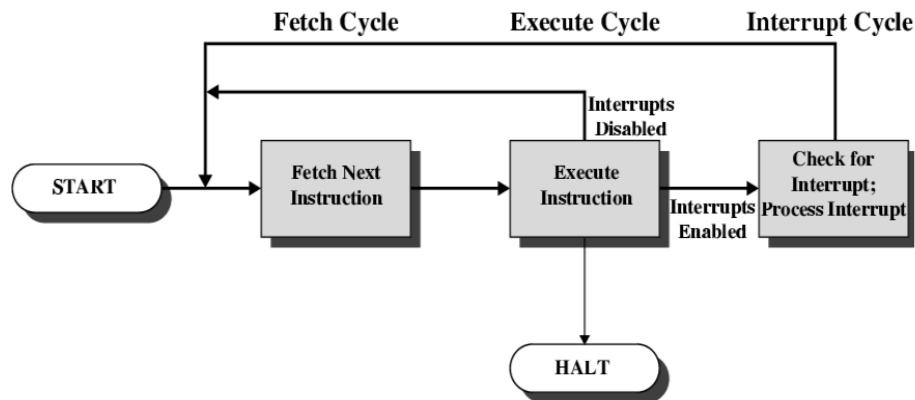 Fetch Cycle
Execute Cycle
Interrupt Cycle
START
Fetch Next
Instruction
Execute
Instruction
Interrupts
Disabled
Interrupts
Enabled
Check for
Interrupt;
Process Interrupt
HALT